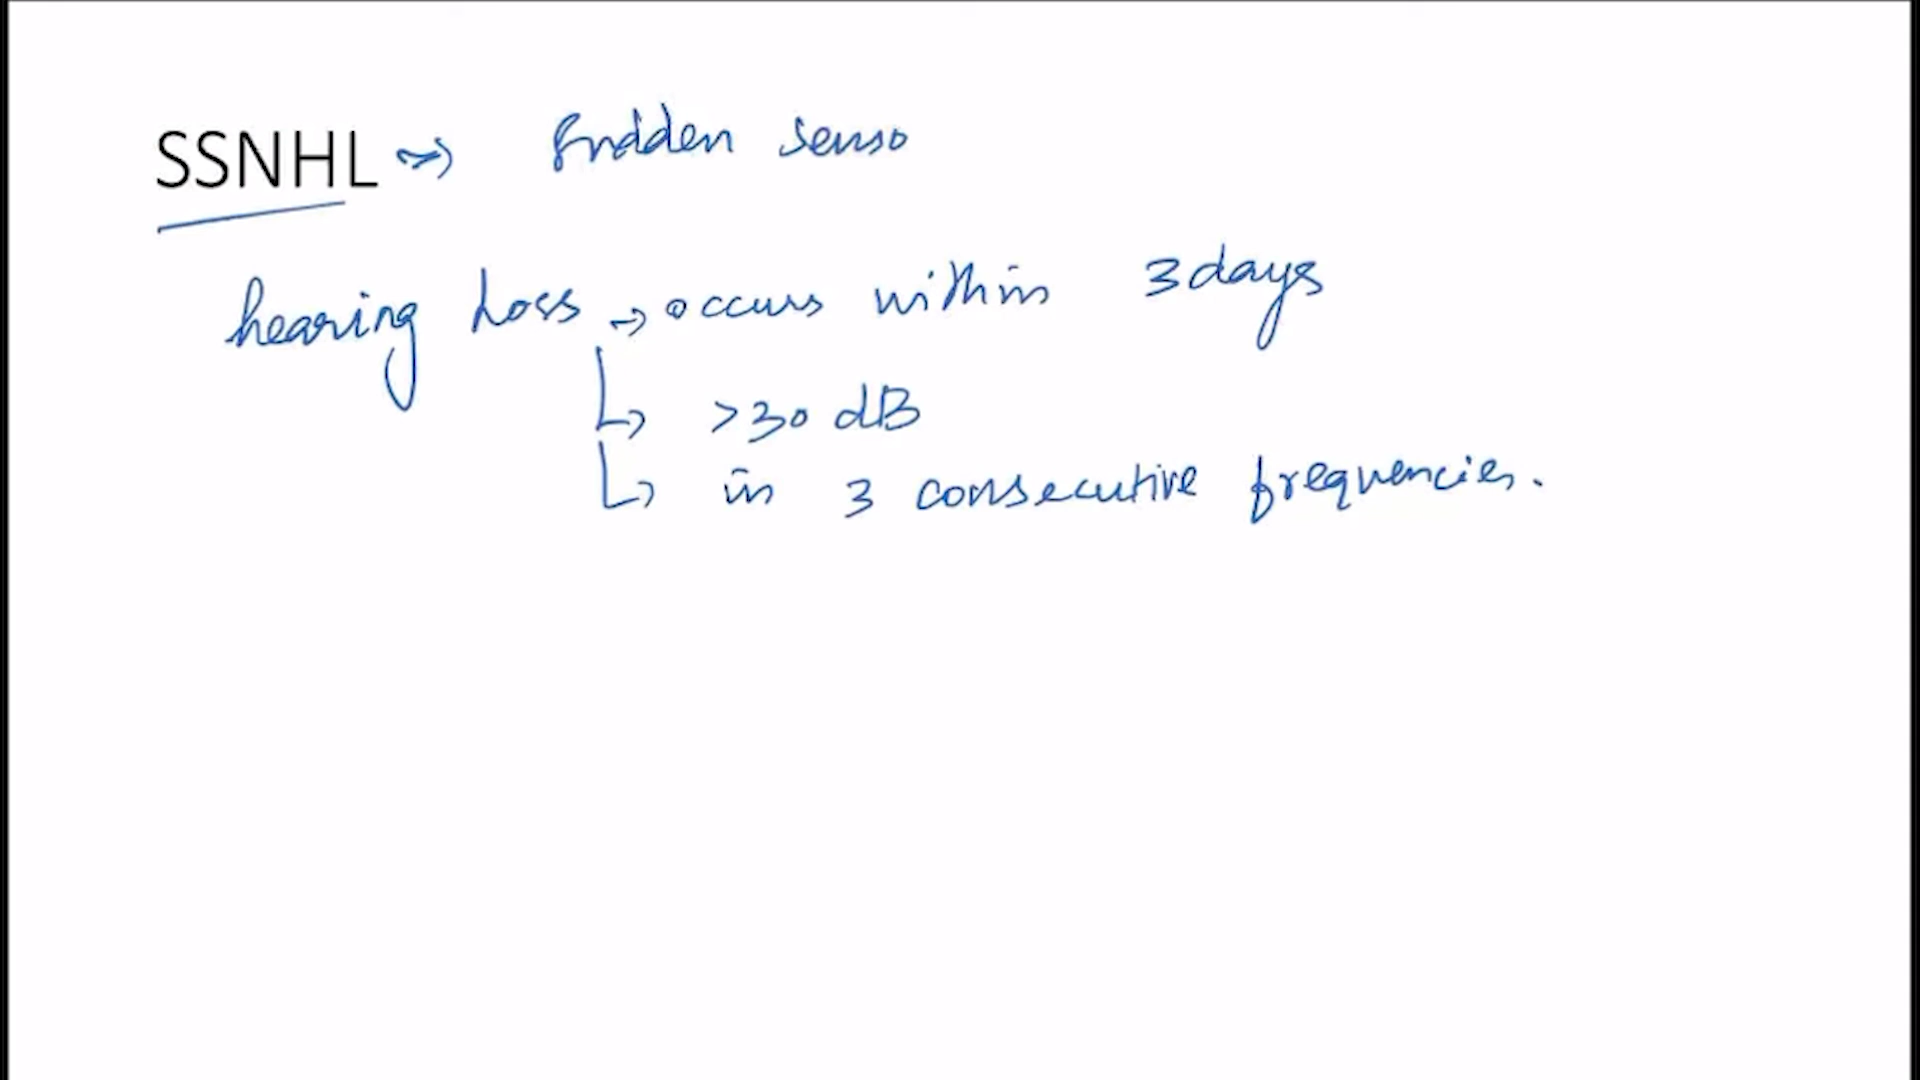 SSNHL → Sudden senso
hearing Loss → occurs within 3 days
→ >30 dB
→ in 3 consecutive frequencies.